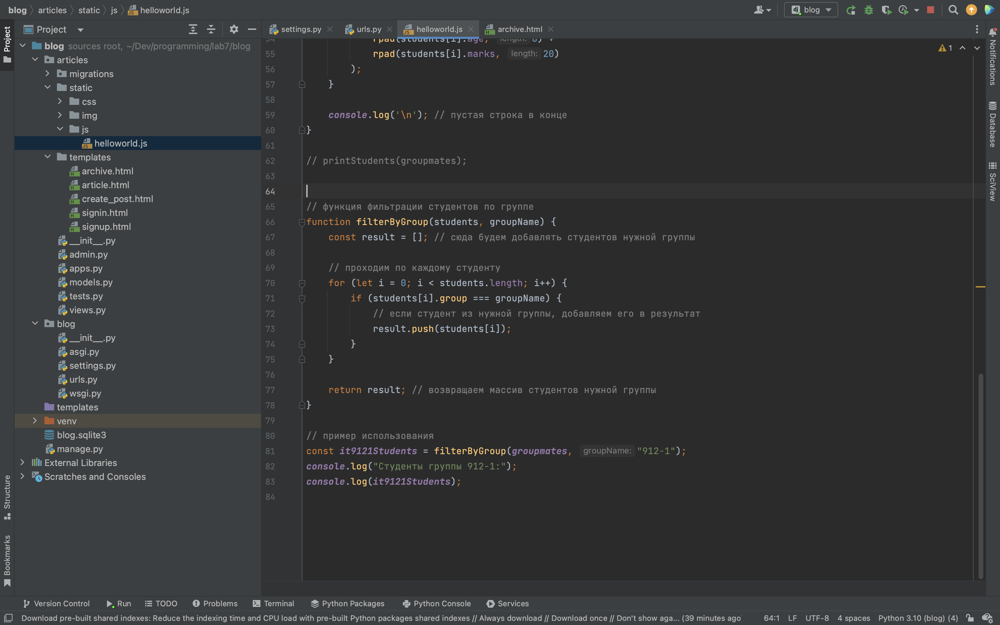 blog articles static js helloworld.js
blog
Project
settings.py urls.py helloworld.js archive.html
Project
Notifications
Database
SciView
Structure
Bookmarks
blog sources root, ~/Dev/programming/lab7/blog
articles
migrations
static
css
img
js
helloworld.js
templates
archive.html
article.html
create_post.html
signin.html
signup.html
__init__.py
admin.py
apps.py
models.py
tests.py
views.py
blog
__init__.py
asgi.py
settings.py
urls.py
wsgi.py
templates
venv
blog.sqlite3
manage.py
External Libraries
Scratches and Consoles
1
54 rpad(students[i].age, length: 8) +
55 rpad(students[i].marks, length: 20)
56 );
57 }
58
59 console.log('\n'); // пустая строка в конце
60 }
61
62 // printStudents(groupmates);
63
64
65 // функция фильтрации студентов по группе
66 function filterByGroup(students, groupName) {
67 const result = []; // сюда будем добавлять студентов нужной группы
68
69 // проходим по каждому студенту
70 for (let i = 0; i < students.length; i++) {
71 if (students[i].group === groupName) {
72 // если студент из нужной группы, добавляем его в результат
73 result.push(students[i]);
74 }
75 }
76
77 return result; // возвращаем массив студентов нужной группы
78 }
79
80 // пример использования
81 const it9121Students = filterByGroup(groupmates, groupName: "912-1");
82 console.log("Студенты группы 912-1:");
83 console.log(it9121Students);
84
Version Control Run TODO Problems Terminal Python Packages Python Console Services
Download pre-built shared indexes: Reduce the indexing time and CPU load with pre-built Python packages shared indexes // Always download // Download once // Don't show aga... (39 minutes ago) 64:1 LF UTF-8 4 spaces Python 3.10 (blog) (4)